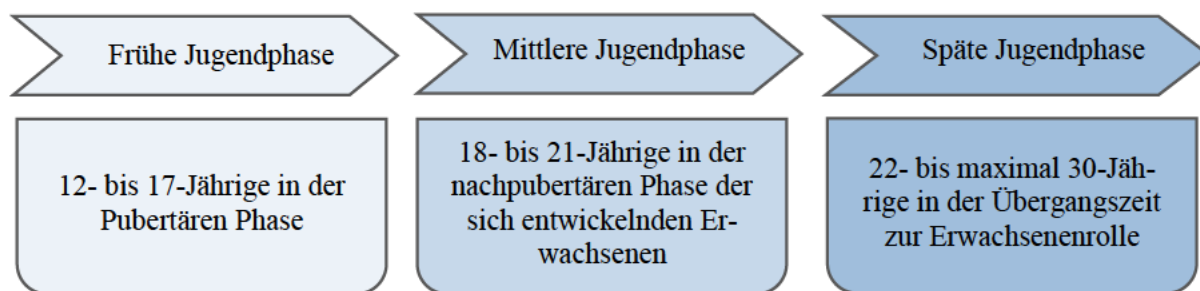 Frühe Jugendphase
Mittlere Jugendphase
Späte Jugendphase
12- bis 17-Jährige in der
Pubertären Phase
18- bis 21-Jährige in der
nachpubertären Phase der
sich entwickelnden Er-
wachsenen
22- bis maximal 30-Jäh-
rige in der Übergangszeit
zur Erwachsenenrolle